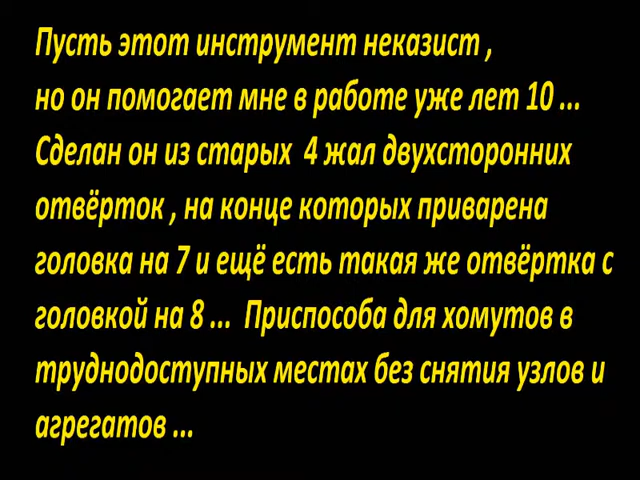 Пусть этот инструмент неказист ,
но он помогает мне в работе уже лет 10 ...
Сделан он из старых 4 жал двухсторонних
отвёрток , на конце которых приварена
головка на 7 и ещё есть такая же отвёртка с
головкой на 8 ... Приспособа для хомутов в
труднодоступных местах без снятия узлов и
агрегатов ...